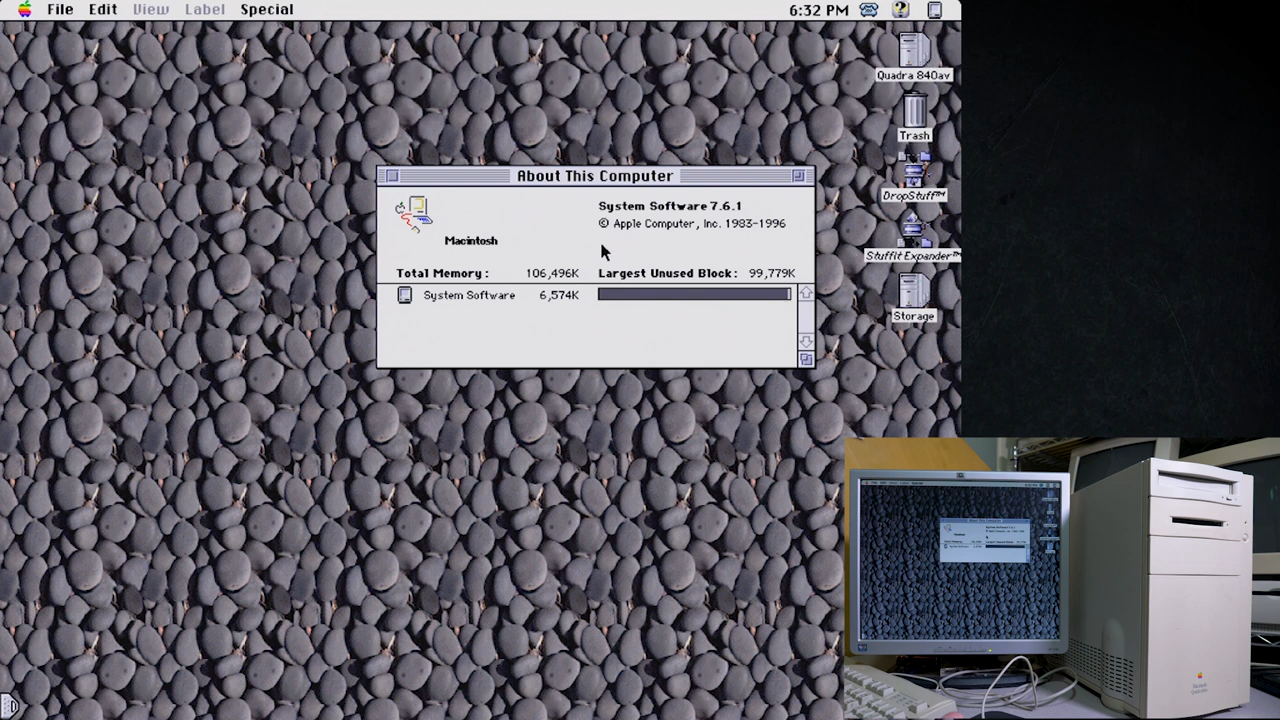 File Edit View Label Special 6:32 PM
Quadra 840av
Trash
DropStuff™
StuffIt Expander™
Storage
About This Computer
System Software 7.6.1
© Apple Computer, Inc. 1983-1996
Macintosh
Total Memory : 106,496K Largest Unused Block : 99,779K
System Software 6,574K